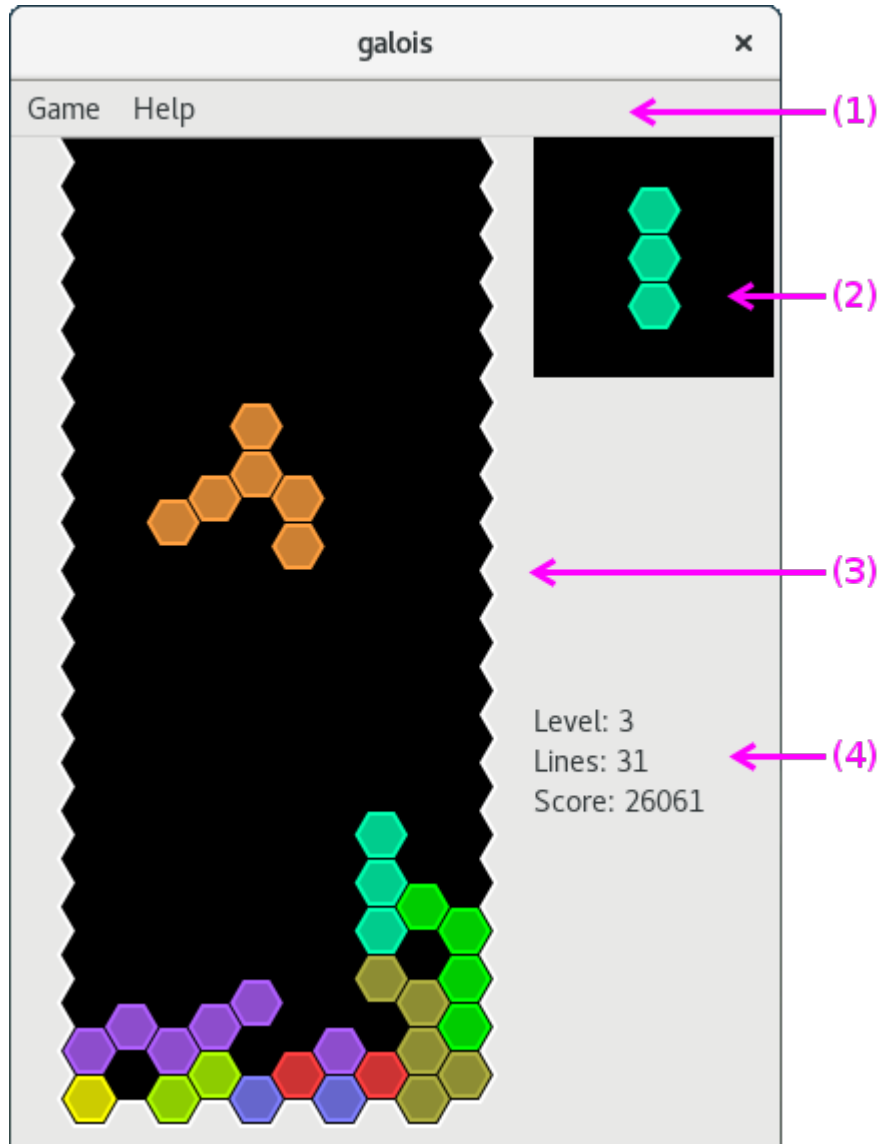 galois ×
Game Help
(1)
(2)
(3)
Level: 3
Lines: 31
Score: 26061
(4)